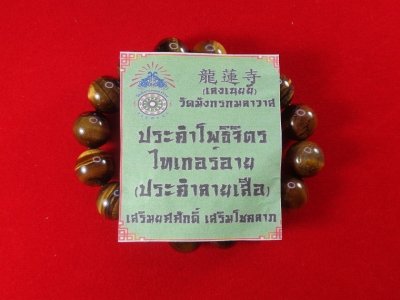 龍蓮寺
(เล่งเน่ยยี่)
วัดมังกรกมลาวาส
ประคำโพธิจิตร
ไทเกอร์อาย
(ประคำลายเสือ)
เสริมยศศักดิ์ เสริมโชคลาภ